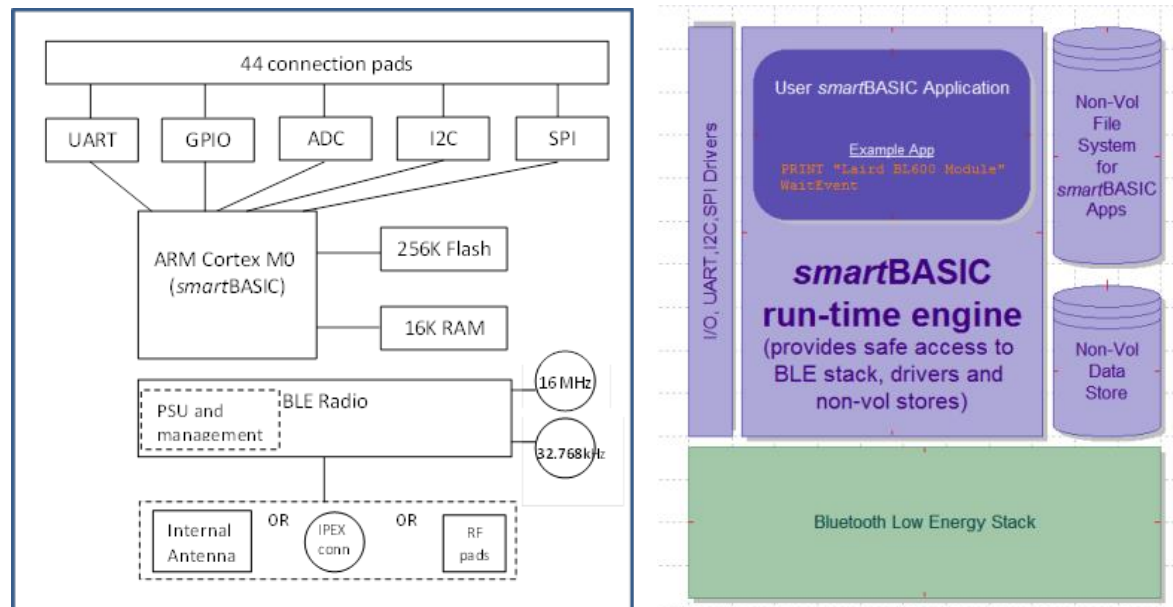 44 connection pads
UART
GPIO
ADC
I2C
SPI
ARM Cortex M0
(smartBASIC)
256K Flash
16K RAM
BLE Radio
PSU and
management
16 MHz
32.768kHz
Internal
Antenna
OR
IPEX
conn
OR
RF
pads
I/O, UART, I2C,SPI Drivers
User smartBASIC Application
Example App
PRINT "Laird BL600 Module"
WaitEvent
smartBASIC
run-time engine
(provides safe access to
BLE stack, drivers and
non-vol stores)
Non-Vol
File
System
for
smartBASIC
Apps
Non-Vol
Data
Store
Bluetooth Low Energy Stack